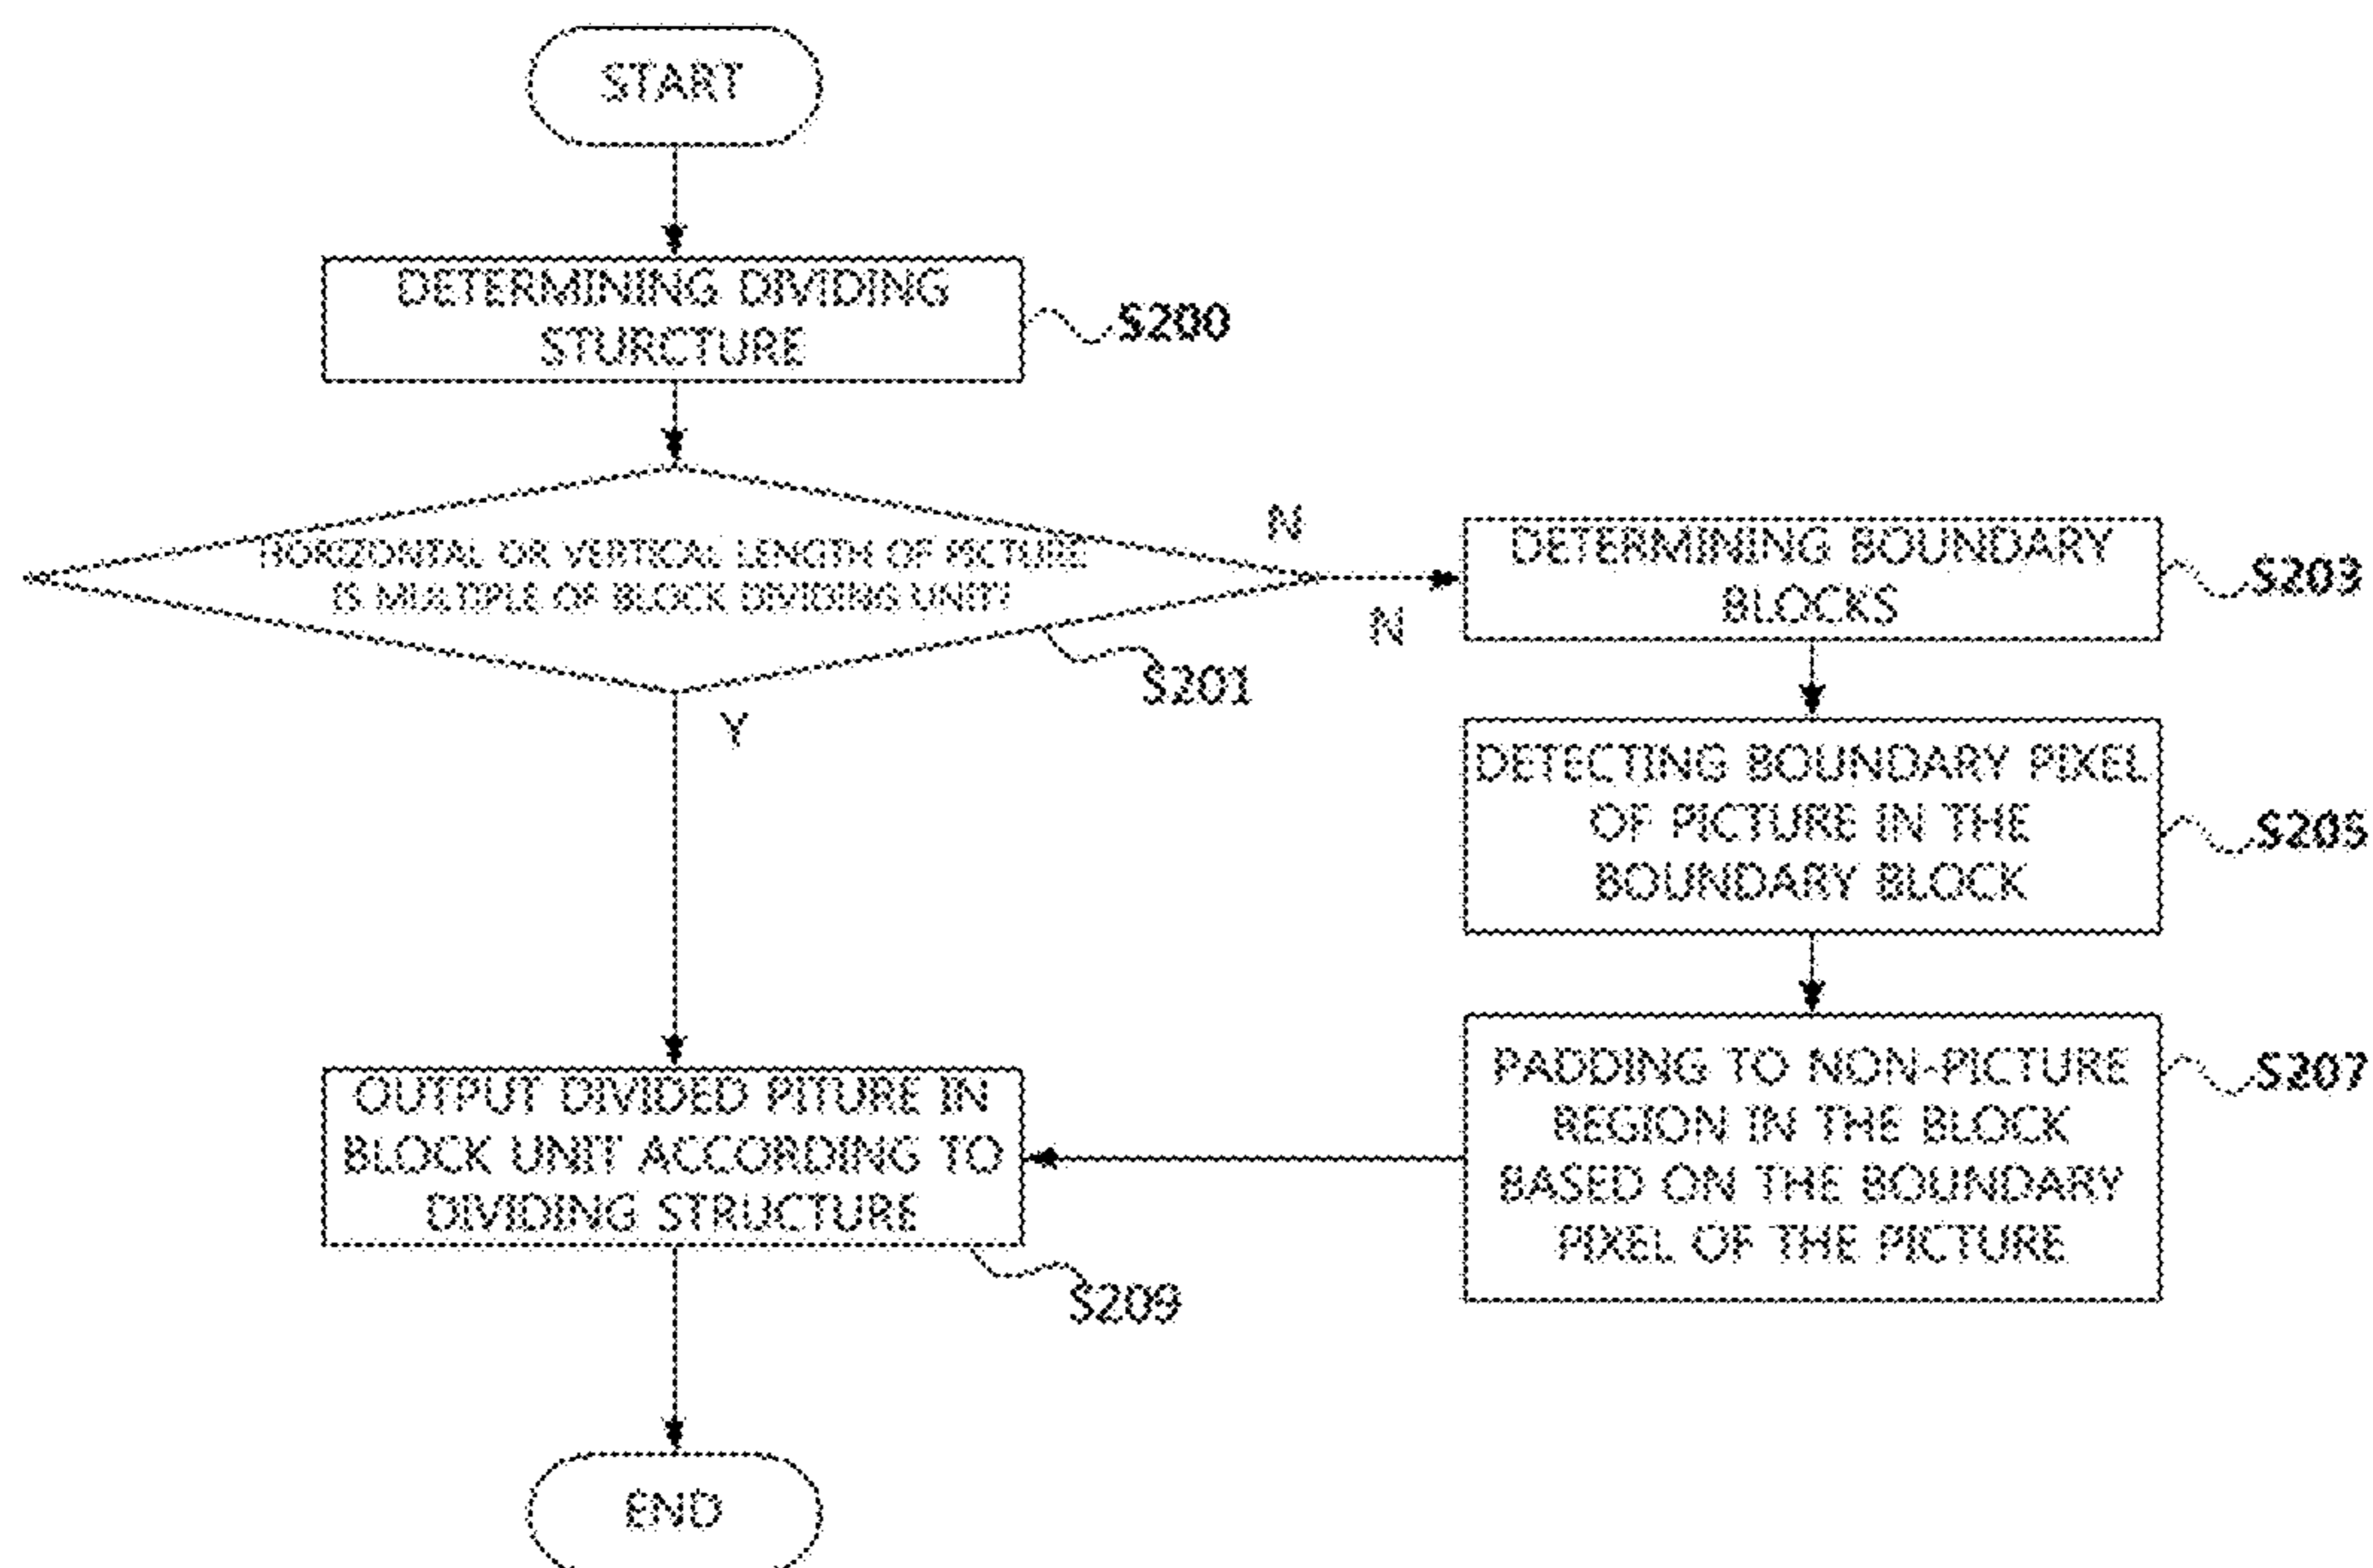 START
DETERMINING DIVIDING
STURCTURE
S200
HORIZONTAL OR VERTICAL LENGTH OF PICTURE
IS MULTIPLE OF BLOCK DIVIDING UNIT?
S201
N
N
Y
DETERMINING BOUNDARY
BLOCKS
S203
DETECTING BOUNDARY PIXEL
OF PICTURE IN THE
BOUNDARY BLOCK
S205
PADDING TO NON-PICTURE
REGION IN THE BLOCK
BASED ON THE BOUNDARY
PIXEL OF THE PICTURE
S207
OUTPUT DIVIDED PITURE IN
BLOCK UNIT ACCORDING TO
DIVIDING STRUCTURE
S209
END